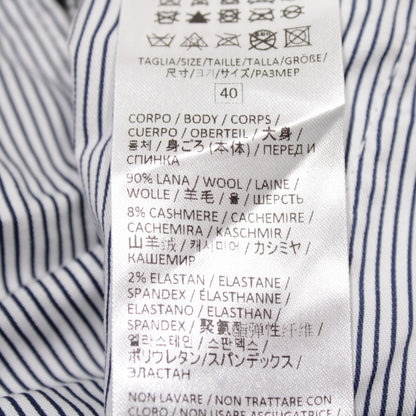 TAGLIA/SIZE/TAILLE/TALLA/GRÖßE/
尺寸/크기/サイズ/РАЗМЕР
40
CORPO / BODY / CORPS /
CUERPO / OBERTEIL / 大身 /
몸체 / 身ごろ (本体) / ПЕРЕД И
СПИНКА
90% LANA / WOOL / LAINE /
WOLLE / 羊毛 / 울 / ШЕРСТЬ
8% CASHMERE / CACHEMIRE /
CACHEMIRA / KASCHMIR /
山羊绒 / 캐시미어 / カシミヤ /
КАШЕМИР
2% ELASTAN / ELASTANE /
SPANDEX / ÉLASTHANNE /
ELASTANO / ELASTHAN /
SPANDEX / 聚氨酯弹性纤维 /
엘라스테인 / 스판덱스 /
ポリウレタン/スパンデックス /
ЭЛАСТАН
NON LAVARE / NON TRATTARE CON
CLORO / NON USARE